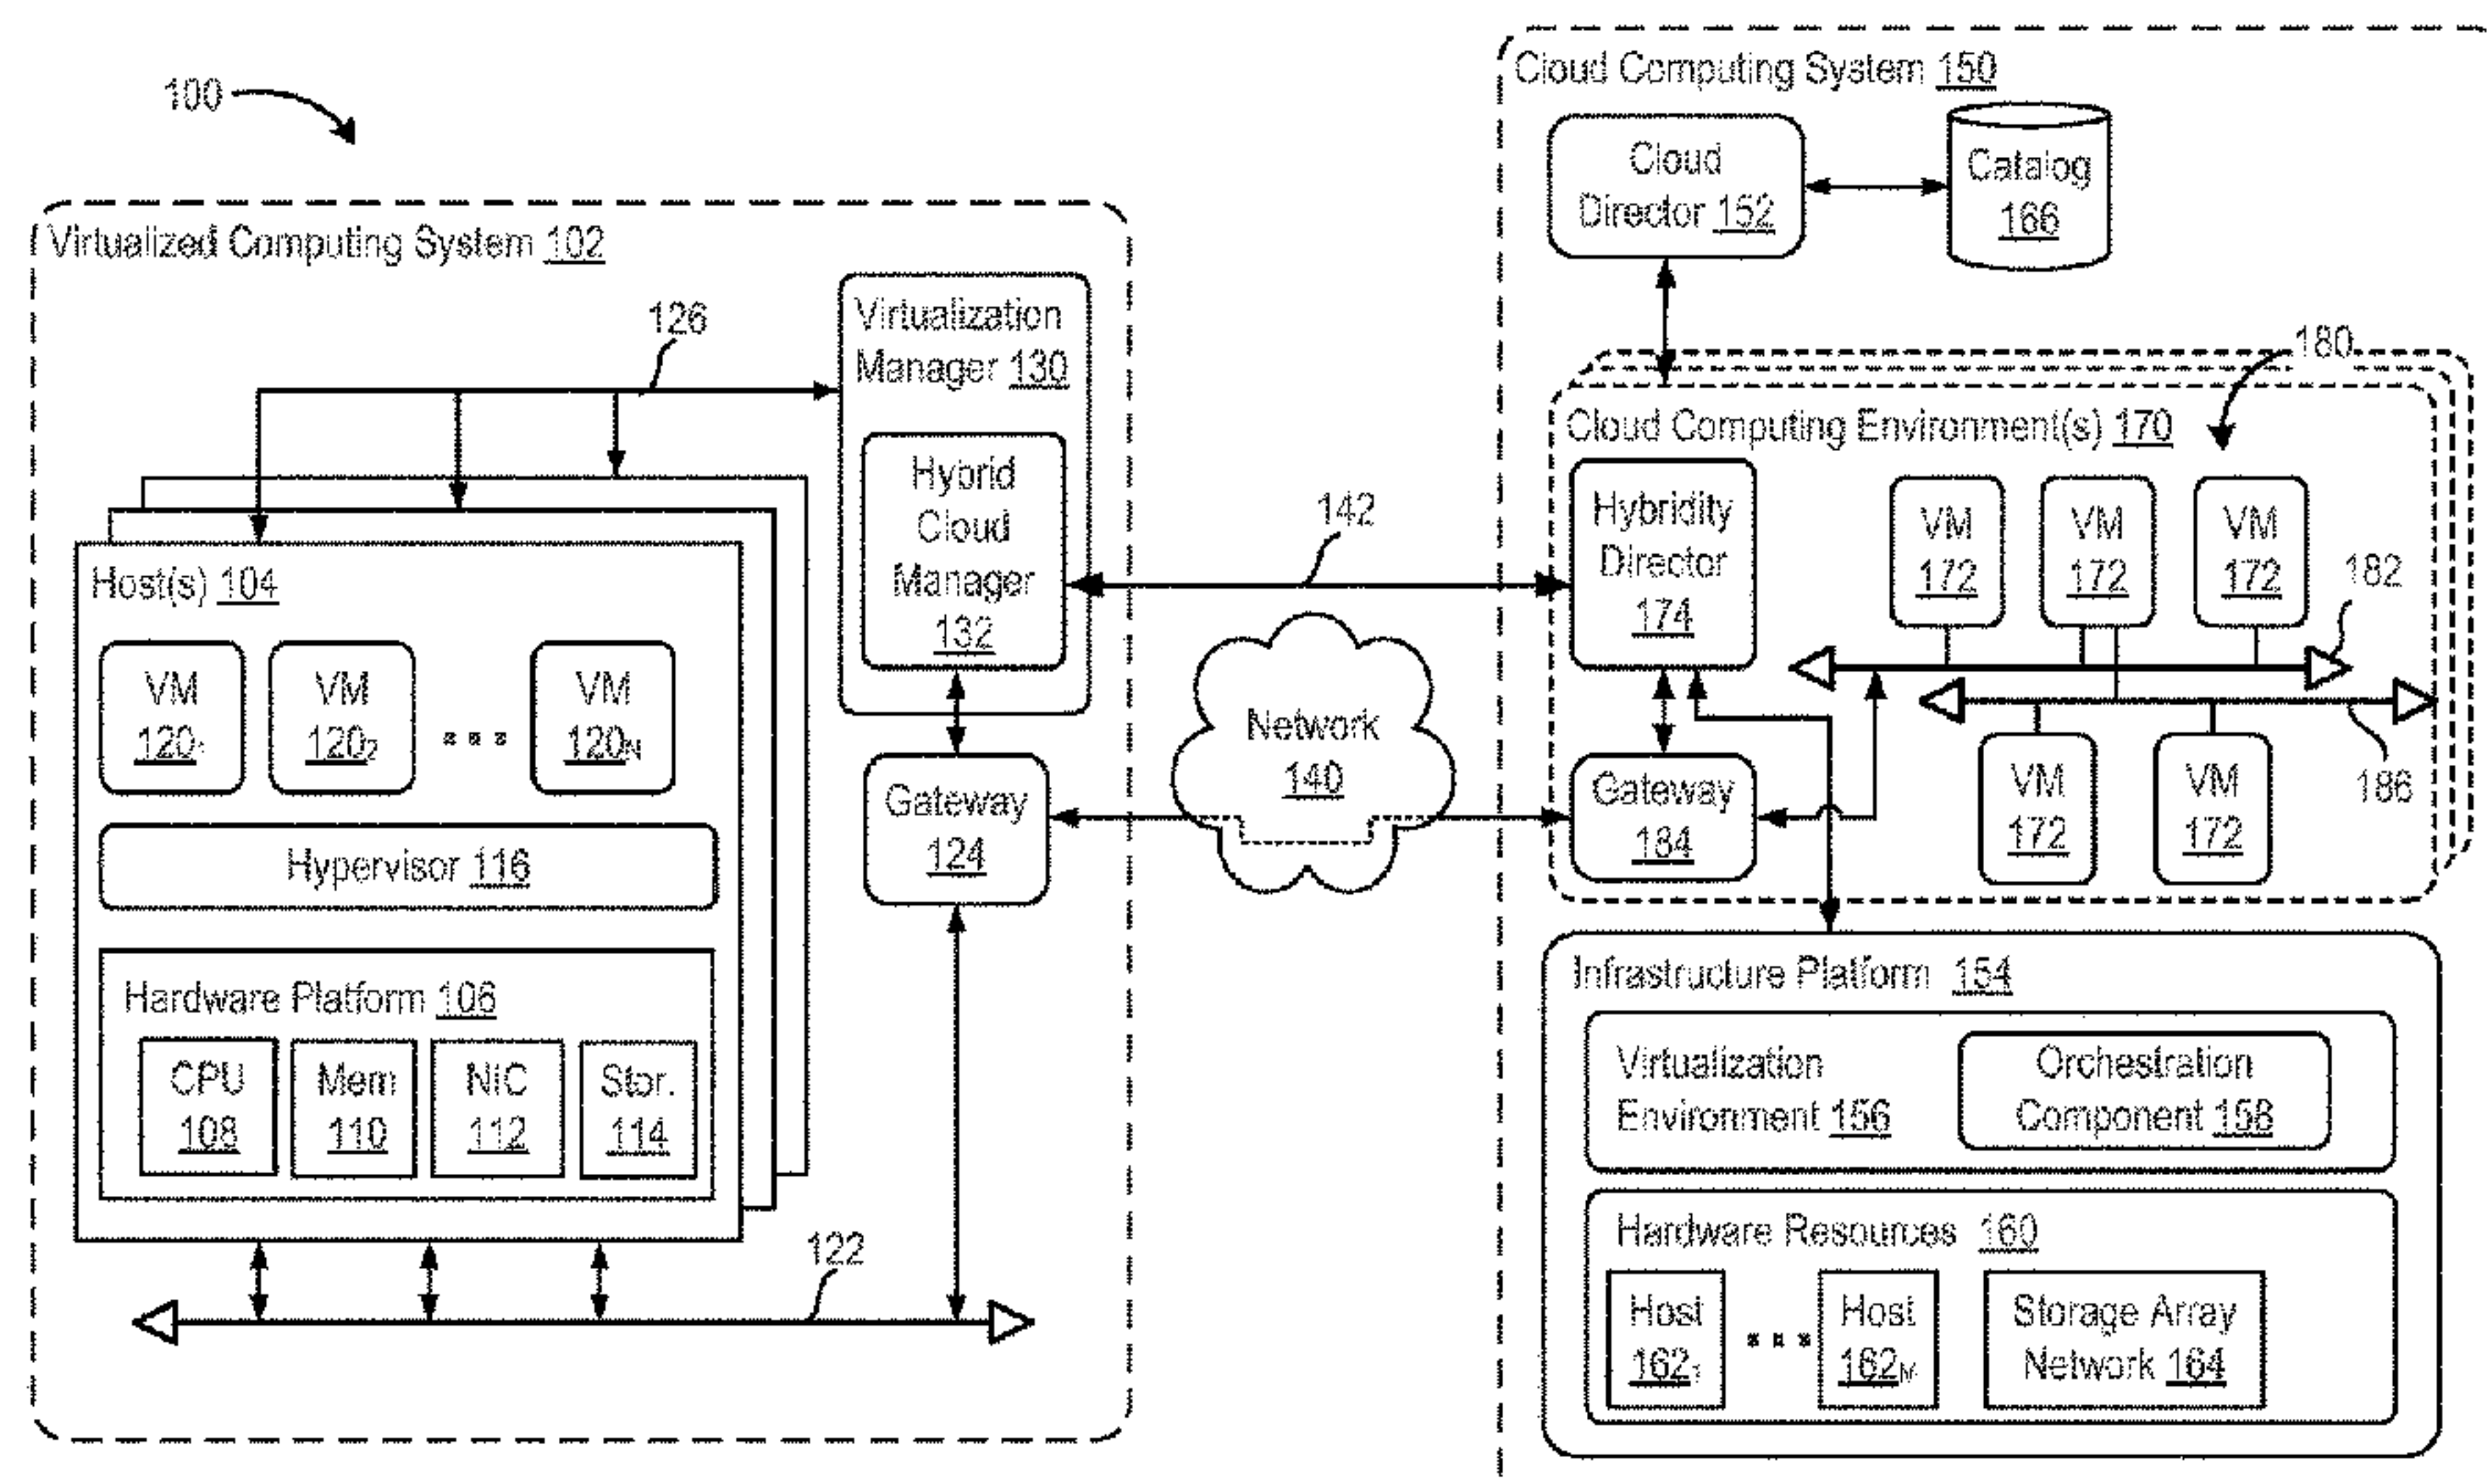 100
Virtualized Computing System 102
126
Virtualization
Manager 130
Hybrid
Cloud
Manager
132
Host(s) 104
VM
120₁
VM
120₂
VM
120N
Hypervisor 116
Hardware Platform 106
CPU
108
Mem
110
NIC
112
Stor.
114
Gateway
124
122
142
Network
140
Cloud Computing System 150
Cloud
Director 152
Catalog
166
180
Cloud Computing Environment(s) 170
Hybridity
Director
174
VM
172
VM
172
VM
172
182
Gateway
184
VM
172
VM
172
186
Infrastructure Platform 154
Virtualization
Environment 156
Orchestration
Component 158
Hardware Resources 160
Host
162₁
Host
162M
Storage Array
Network 164